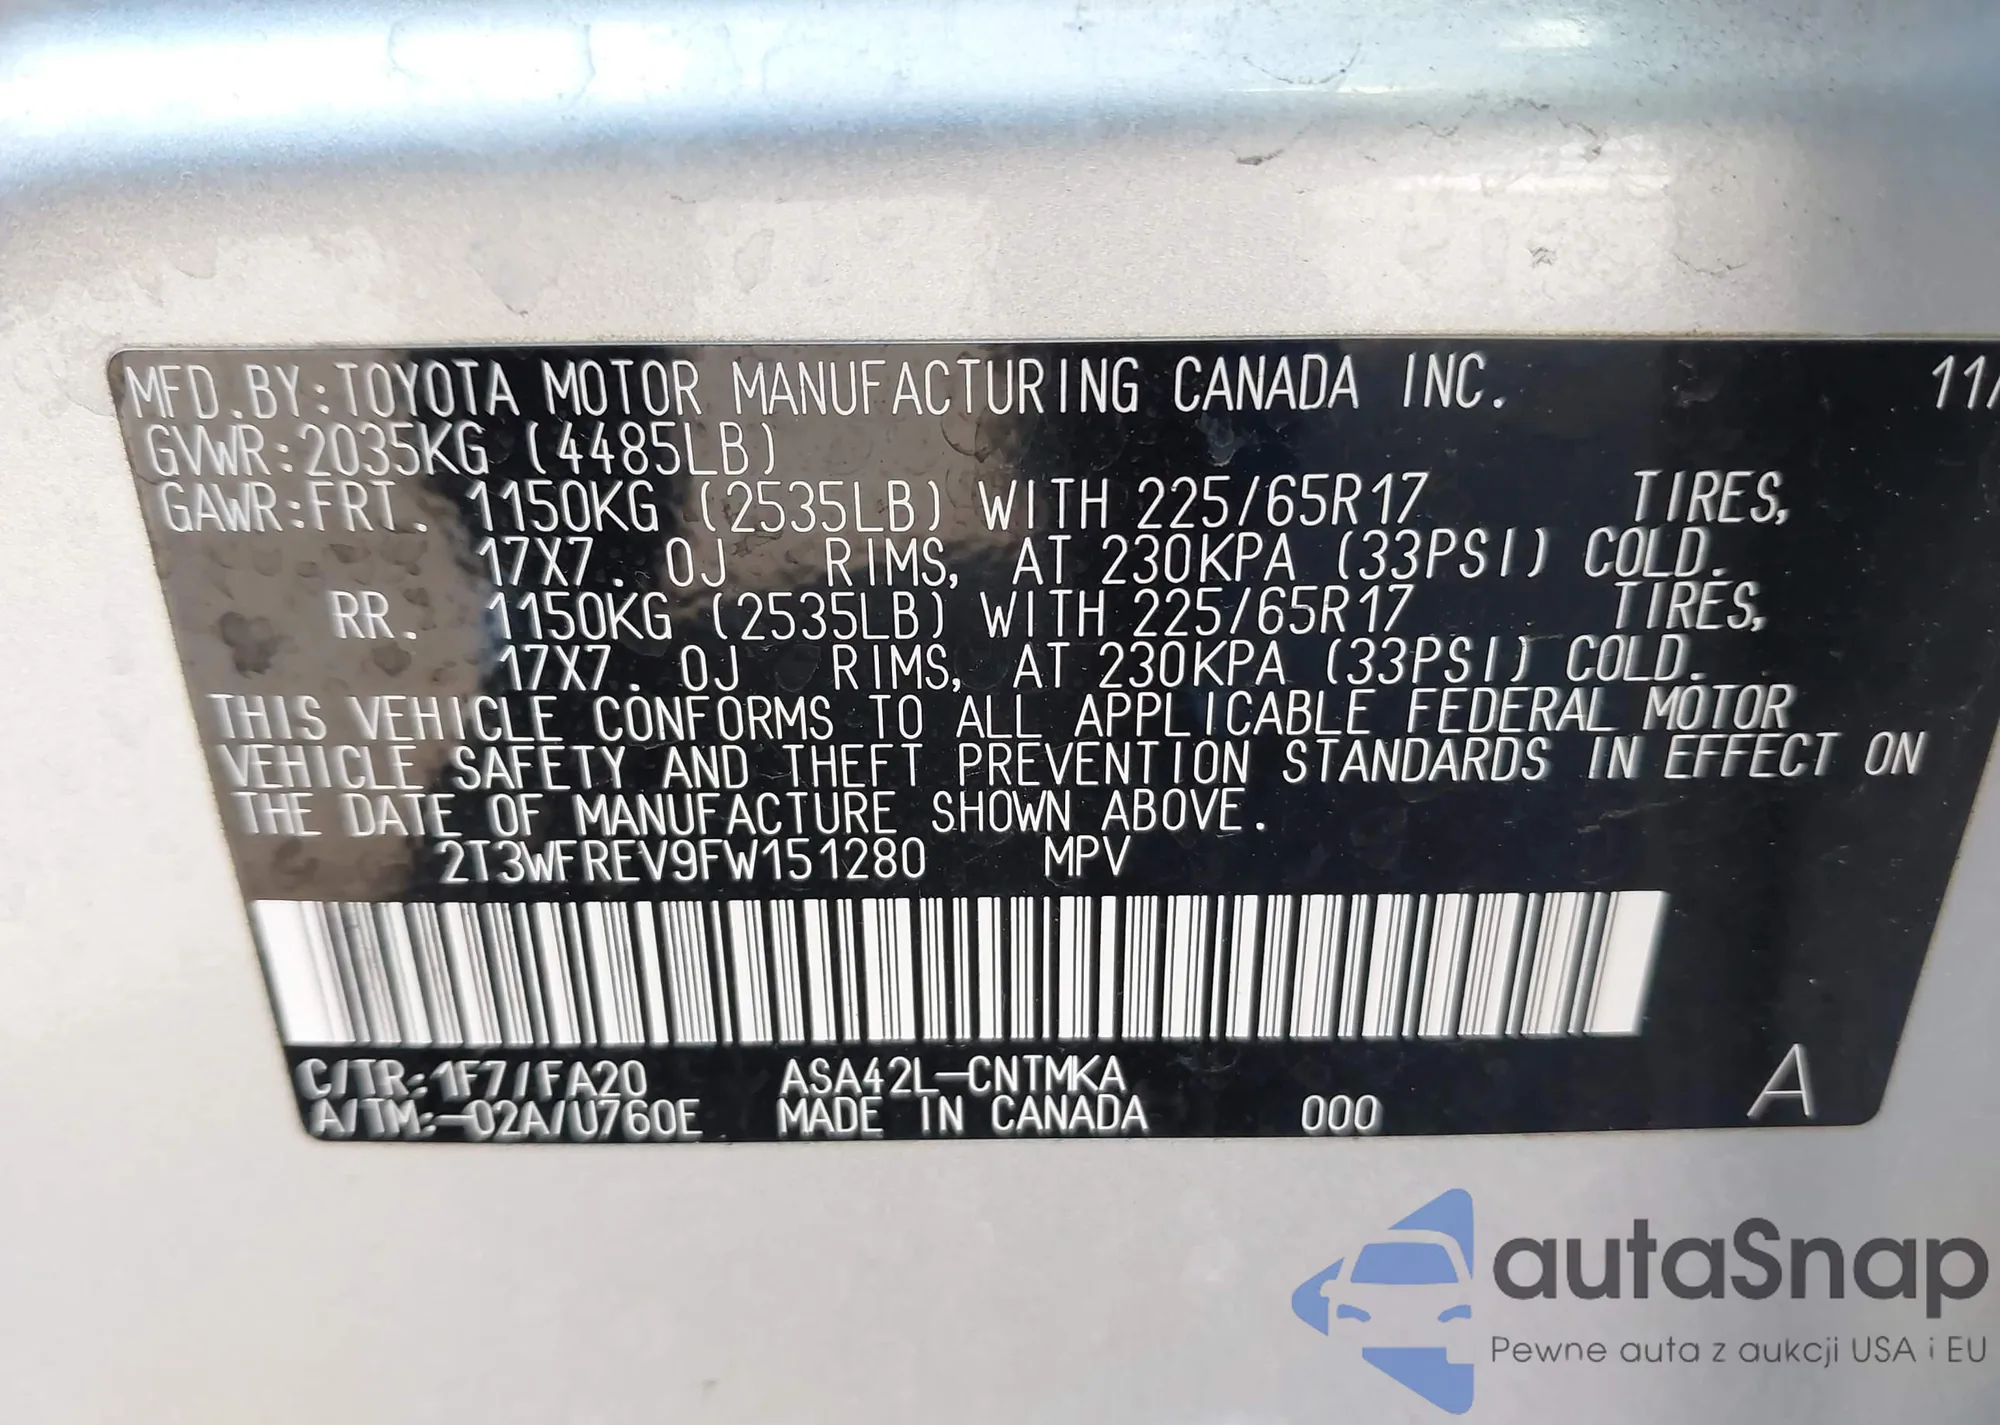 MFD.BY:TOYOTA MOTOR MANUFACTURING CANADA INC. 11/
GVWR:2035KG (4485LB)
GAWR:FRT. 1150KG (2535LB) WITH 225/65R17 TIRES,
17X7.0J RIMS, AT 230KPA (33PSI) COLD.
RR. 1150KG (2535LB) WITH 225/65R17 TIRES,
17X7.0J RIMS, AT 230KPA (33PSI) COLD.
THIS VEHICLE CONFORMS TO ALL APPLICABLE FEDERAL MOTOR
VEHICLE SAFETY AND THEFT PREVENTION STANDARDS IN EFFECT ON
THE DATE OF MANUFACTURE SHOWN ABOVE.
2T3WFREV9FW151280 MPV
C/TR:1F7/FA20 ASA42L-CNTMKA
A/TM:-02A/U760E MADE IN CANADA 000 A
autaSnap
Pewne auta z aukcji USA i EU